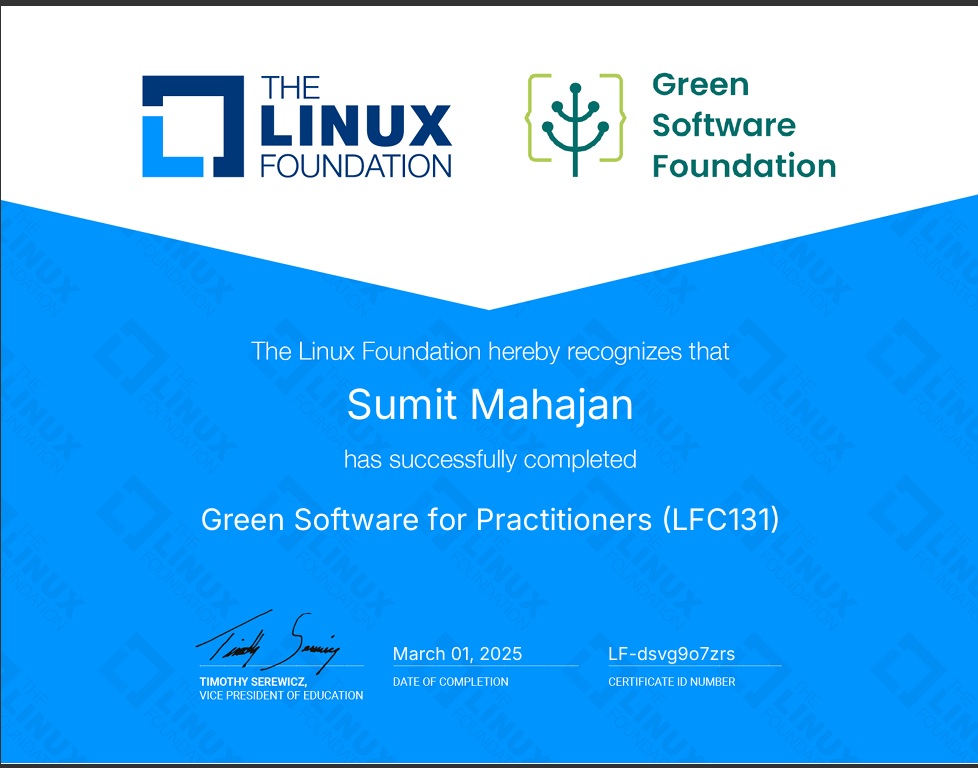 THE
LINUX
FOUNDATION
Green
Software
Foundation
The Linux Foundation hereby recognizes that
Sumit Mahajan
has successfully completed
Green Software for Practitioners (LFC131)
Timothy Serewicz
TIMOTHY SEREWICZ,
VICE PRESIDENT OF EDUCATION
March 01, 2025
DATE OF COMPLETION
LF-dsvg9o7zrs
CERTIFICATE ID NUMBER